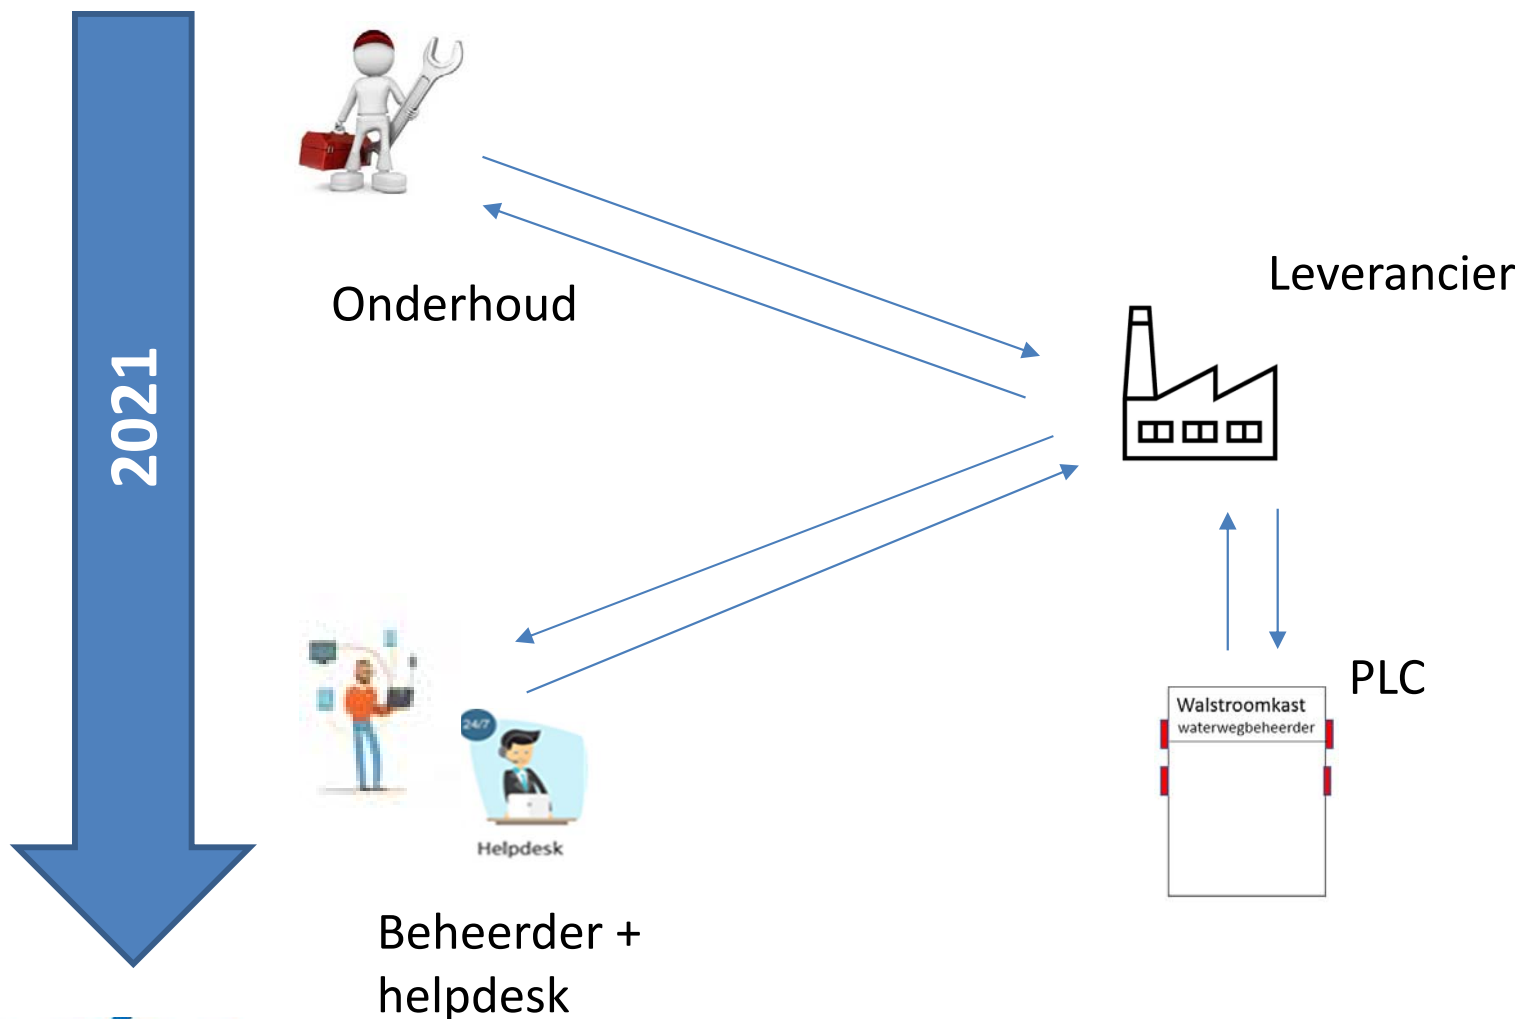 2021
Onderhoud
Leverancier
PLC
Walstroomkast
waterwegbeheerder
24/7
Helpdesk
Beheerder +
helpdesk